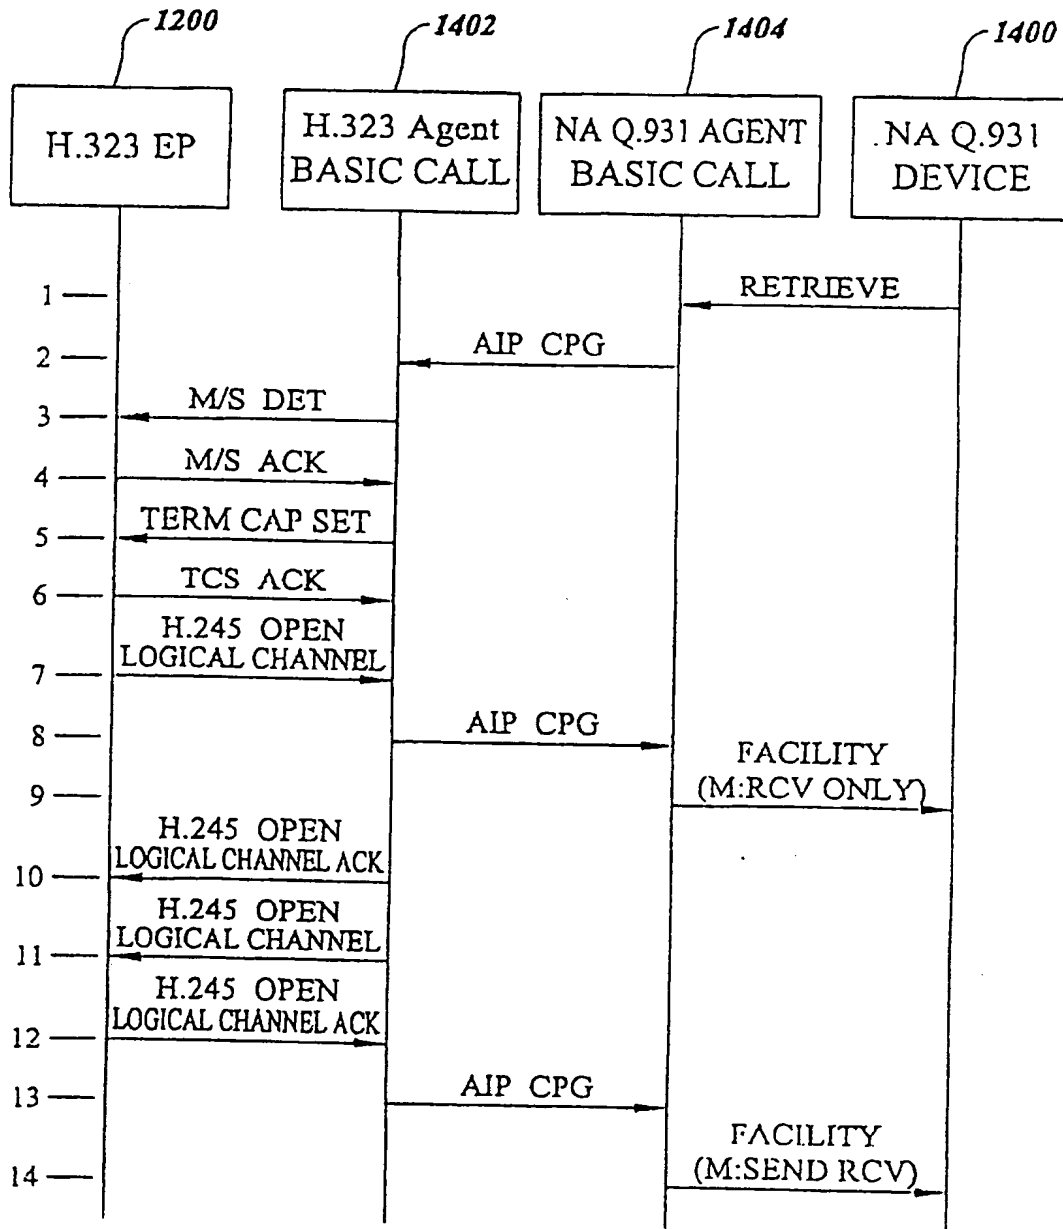 1200
1402
1404
1400
H.323 EP
H.323 Agent
BASIC CALL
NA Q.931 AGENT
BASIC CALL
NA Q.931
DEVICE
1
RETRIEVE
2
AIP CPG
3
M/S DET
4
M/S ACK
5
TERM CAP SET
6
TCS ACK
H.245 OPEN
LOGICAL CHANNEL
7
8
AIP CPG
FACILITY
(M:RCV ONLY)
9
H.245 OPEN
LOGICAL CHANNEL ACK
10
H.245 OPEN
LOGICAL CHANNEL
11
H.245 OPEN
LOGICAL CHANNEL ACK
12
13
AIP CPG
FACILITY
(M:SEND RCV)
14